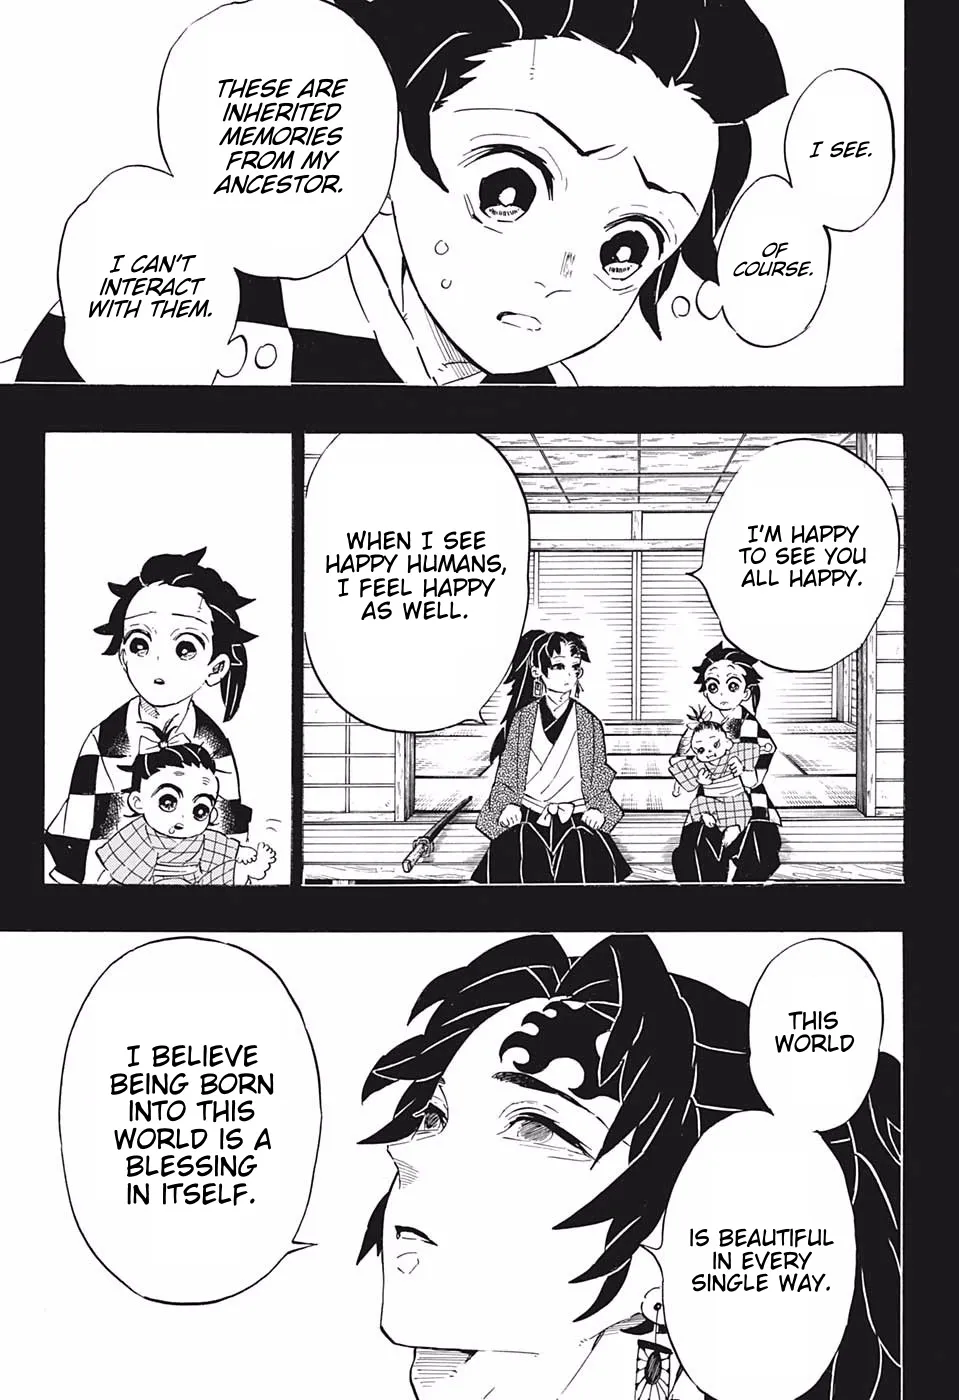 I SEE.
OF
COURSE.
THESE ARE
INHERITED
MEMORIES
FROM MY
ANCESTOR.
I CAN'T
INTERACT
WITH THEM.
I'M HAPPY
TO SEE YOU
ALL HAPPY.
WHEN I SEE
HAPPY HUMANS,
I FEEL HAPPY
AS WELL.
THIS
WORLD
IS BEAUTIFUL
IN EVERY
SINGLE WAY.
I BELIEVE
BEING BORN
INTO THIS
WORLD IS A
BLESSING
IN ITSELF.